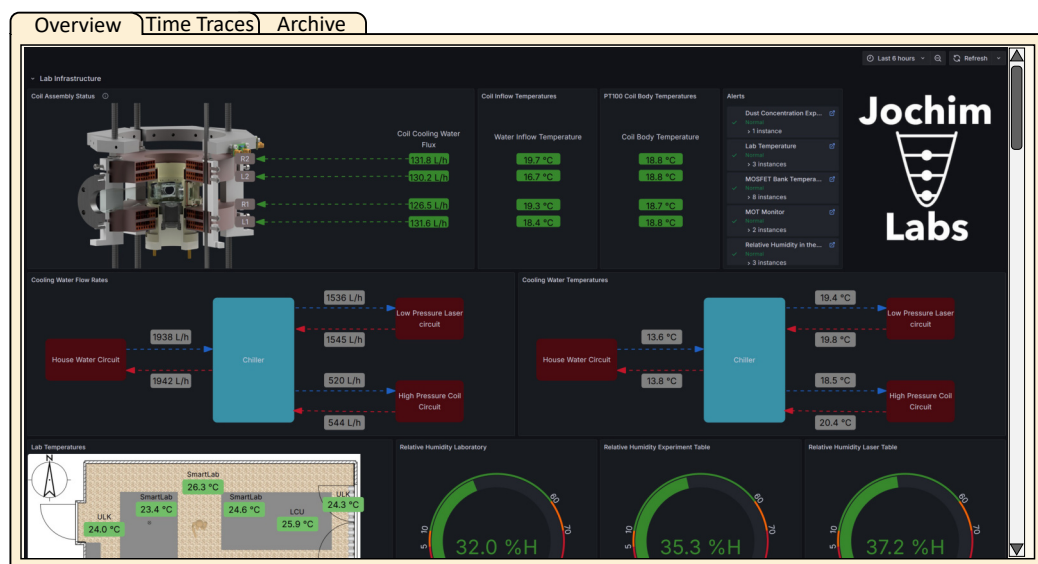 Overview
Time Traces
Archive
Last 6 hours
Refresh
Lab Infrastructure
Coil Assembly Status
Coil Inflow Temperatures
PT100 Coil Body Temperatures
Alerts
Coil Cooling Water
Flux
R2
131.8 L/h
L2
130.2 L/h
R1
126.5 L/h
L1
131.6 L/h
Water Inflow Temperature
19.7 °C
16.7 °C
19.3 °C
18.4 °C
Coil Body Temperature
18.8 °C
18.8 °C
18.7 °C
18.8 °C
Dust Concentration Exp...
Normal
> 1 instance
Lab Temperature
Normal
> 3 instances
MOSFET Bank Tempera...
Normal
> 8 instances
MOT Monitor
Normal
> 2 instances
Relative Humidity in the...
Normal
> 3 instances
Jochim
Labs
Cooling Water Flow Rates
House Water Circuit
1938 L/h
1942 L/h
Chiller
1536 L/h
1545 L/h
Low Pressure Laser
circuit
520 L/h
544 L/h
High Pressure Coil
Circuit
Cooling Water Temperatures
House Water Circuit
13.6 °C
13.8 °C
Chiller
19.4 °C
19.8 °C
Low Pressure Laser
circuit
18.5 °C
20.4 °C
High Pressure Coil
Circuit
Lab Temperatures
N
SmartLab
26.3 °C
SmartLab
23.4 °C
SmartLab
24.6 °C
LCU
25.9 °C
ULK
24.3 °C
ULK
24.0 °C
Relative Humidity Laboratory
5
10
60
70
32.0 %H
Relative Humidity Experiment Table
5
10
60
70
35.3 %H
Relative Humidity Laser Table
5
10
60
70
37.2 %H